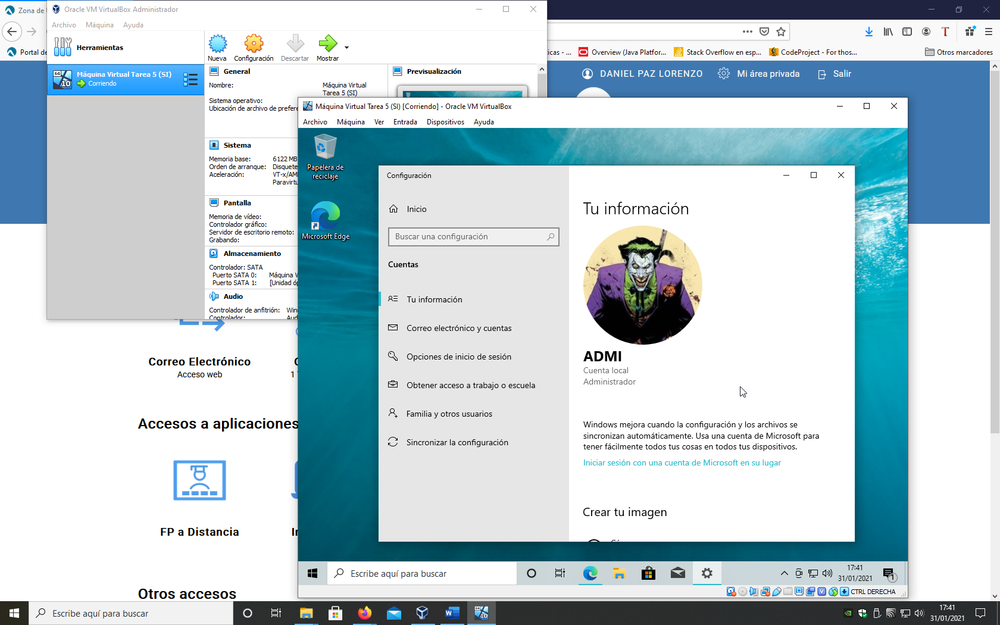 Zona de
Oracle VM VirtualBox Administrador
Archivo Máquina Ayuda
Portal de
icas - ...
Overview (Java Platfor...
Stack Overflow en esp...
CodeProject - For thos...
Otros marcadores
DANIEL PAZ LORENZO
Mi área privada
Salir
Herramientas
Nueva
Configuración
Descartar
Mostrar
Máquina Virtual Tarea 5 (SI)
Corriendo
General
Nombre: Máquina Virtual
Tarea 5 (SI)
Sistema operativo:
Ubicación de archivo de prefere
Previsualización
Sistema
Memoria base: 6122 MB
Orden de arranque: Disquete
Aceleración: VT-x/AM
Paravirtu
Pantalla
Memoria de vídeo:
Controlador gráfico:
Servidor de escritorio remoto:
Grabando:
Almacenamiento
Controlador: SATA
Puerto SATA 0: Máquina V
Puerto SATA 1: [Unidad óp
Audio
Controlador de anfitrión: Win
Controlador: Aud
Correo Electrónico
Acceso web
Accesos a aplicaciones
FP a Distancia
Otros accesos
Máquina Virtual Tarea 5 (SI) [Corriendo] - Oracle VM VirtualBox
Archivo Máquina Ver Entrada Dispositivos Ayuda
Papelera de
reciclaje
Microsoft Edge
Configuración
Inicio
Buscar una configuración
Cuentas
Tu información
Correo electrónico y cuentas
Opciones de inicio de sesión
Obtener acceso a trabajo o escuela
Familia y otros usuarios
Sincronizar la configuración
Tu información
ADMI
Cuenta local
Administrador
Windows mejora cuando la configuración y los archivos se
sincronizan automáticamente. Usa una cuenta de Microsoft para
tener fácilmente todos tus cosas en todos tus dispositivos.
Iniciar sesión con una cuenta de Microsoft en su lugar
Crear tu imagen
Escribe aquí para buscar
17:41
31/01/2021
1
CTRL DERECHA
Escribe aquí para buscar
17:41
31/01/2021